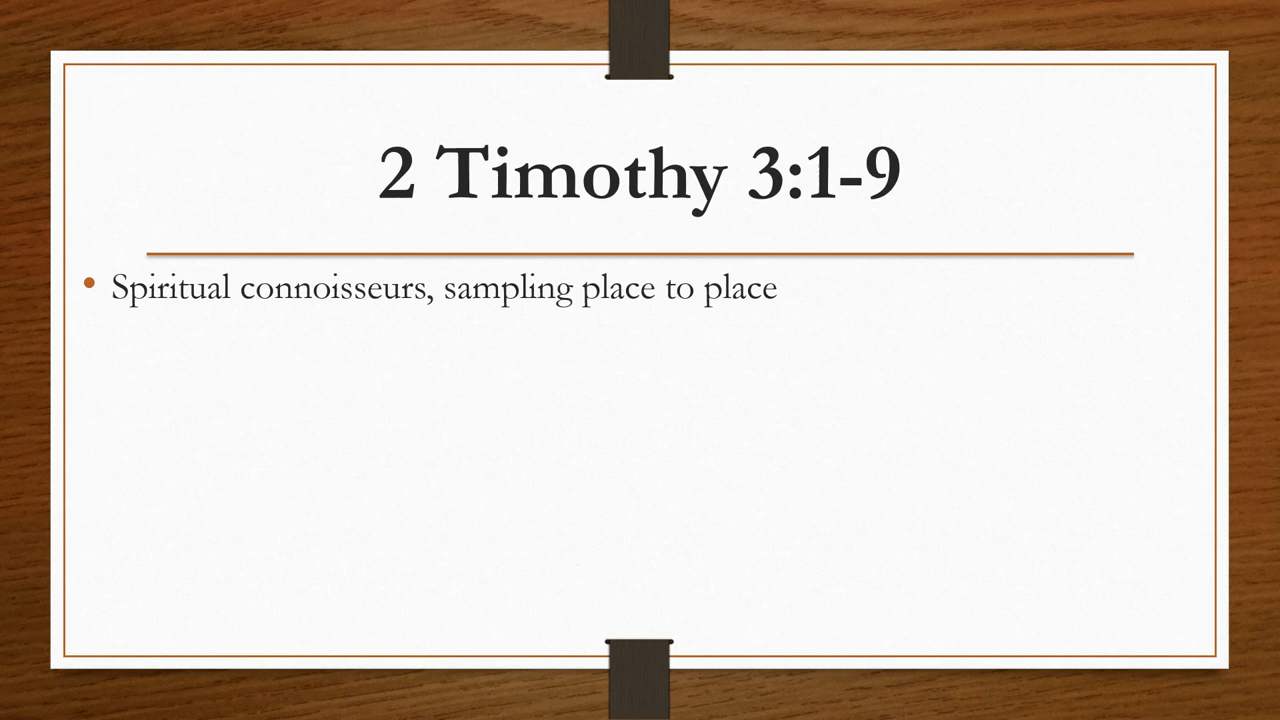 2 Timothy 3:1-9
• Spiritual connoisseurs, sampling place to place